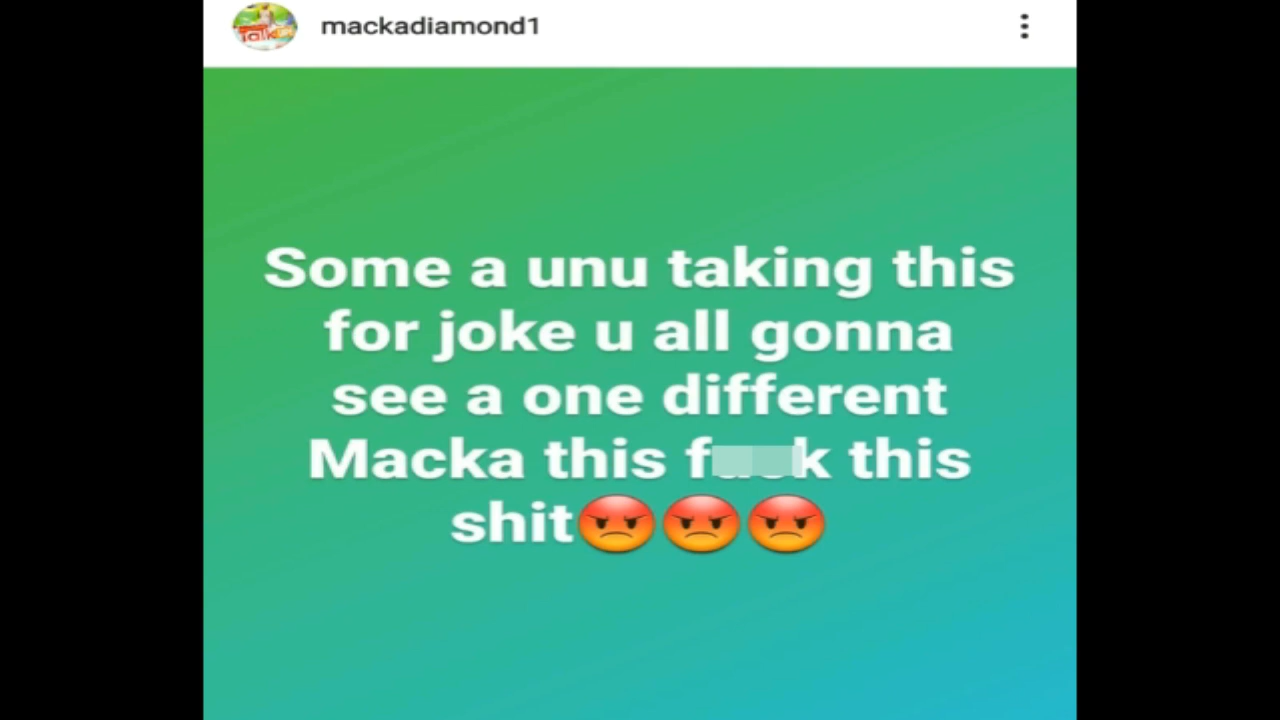 mackadiamond1
Some a unu taking this
for joke u all gonna
see a one different
Macka this f k this
shit😡😡😡